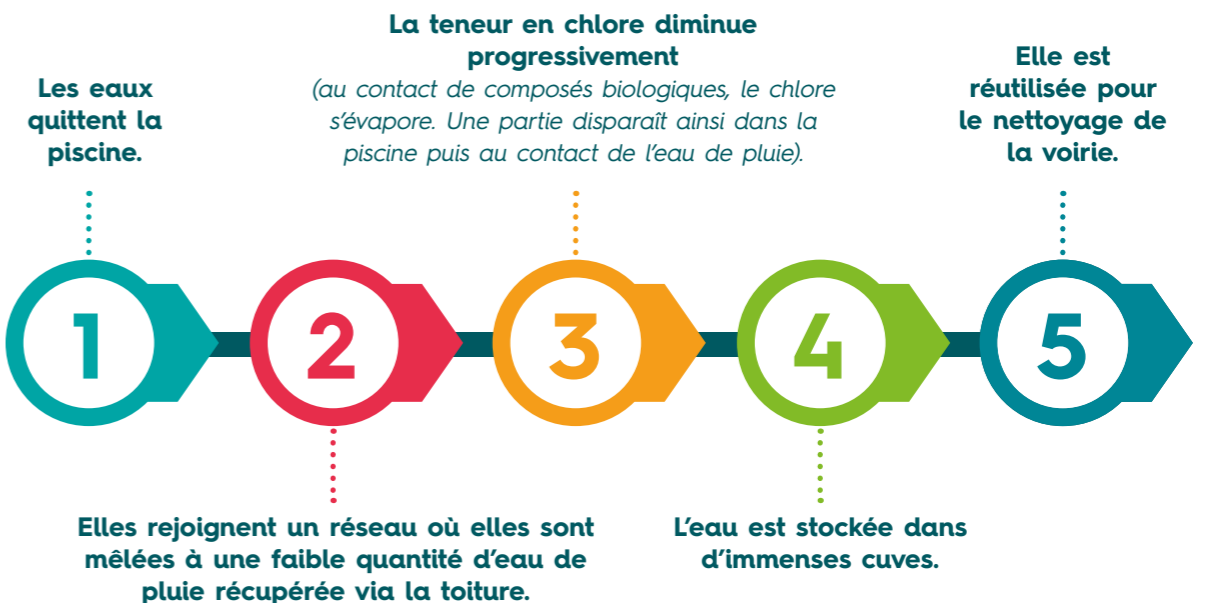 Les eaux
quittent la
piscine.
La teneur en chlore diminue
progressivement
(au contact de composés biologiques, le chlore
s'évapore. Une partie disparaît ainsi dans la
piscine puis au contact de l'eau de pluie).
Elle est
réutilisée pour
le nettoyage de
la voirie.
1
2
3
4
5
Elles rejoignent un réseau où elles sont
mêlées à une faible quantité d'eau de
pluie récupérée via la toiture.
L'eau est stockée dans
d'immenses cuves.